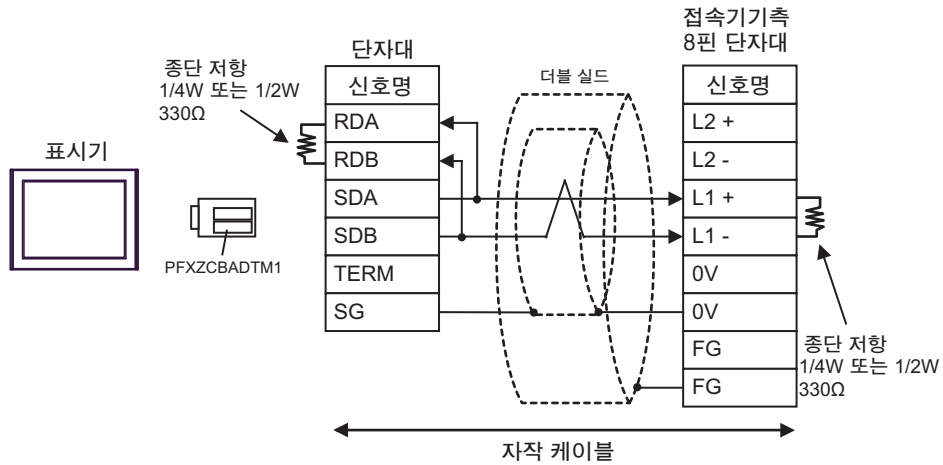 접속기기측
8핀 단자대
단자대
종단 저항
1/4W 또는 1/2W
330Ω
더블 실드
신호명
신호명
RDA
L2 +
표시기
RDB
L2 -
SDA
L1 +
SDB
L1 -
PFXZCBADTM1
TERM
0V
SG
0V
FG
종단 저항
1/4W 또는 1/2W
330Ω
FG
자작 케이블